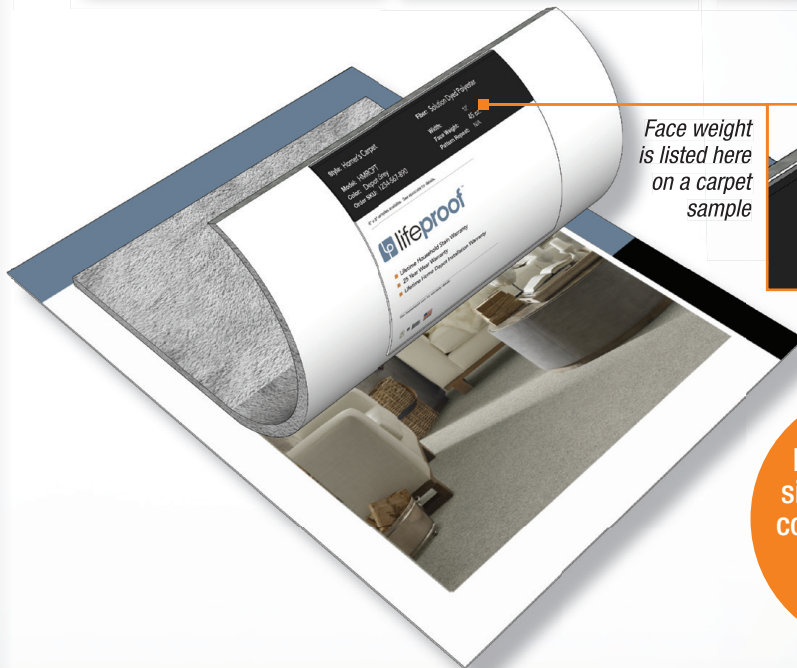 Style: Homer's Carpet
Model: HMRCPT
Color: Depot Grey
Order SKU: 1234-567-890
Fiber: Solution Dyed Polyester
Width: 12'
Face Weight: 45 oz.
Pattern Repeat: N/A
lifeproof
Lifetime Household Stain Warranty
25 Year Wear Warranty
Lifetime Home Depot Installation Warranty
Face weight
is listed here
on a carpet
sample